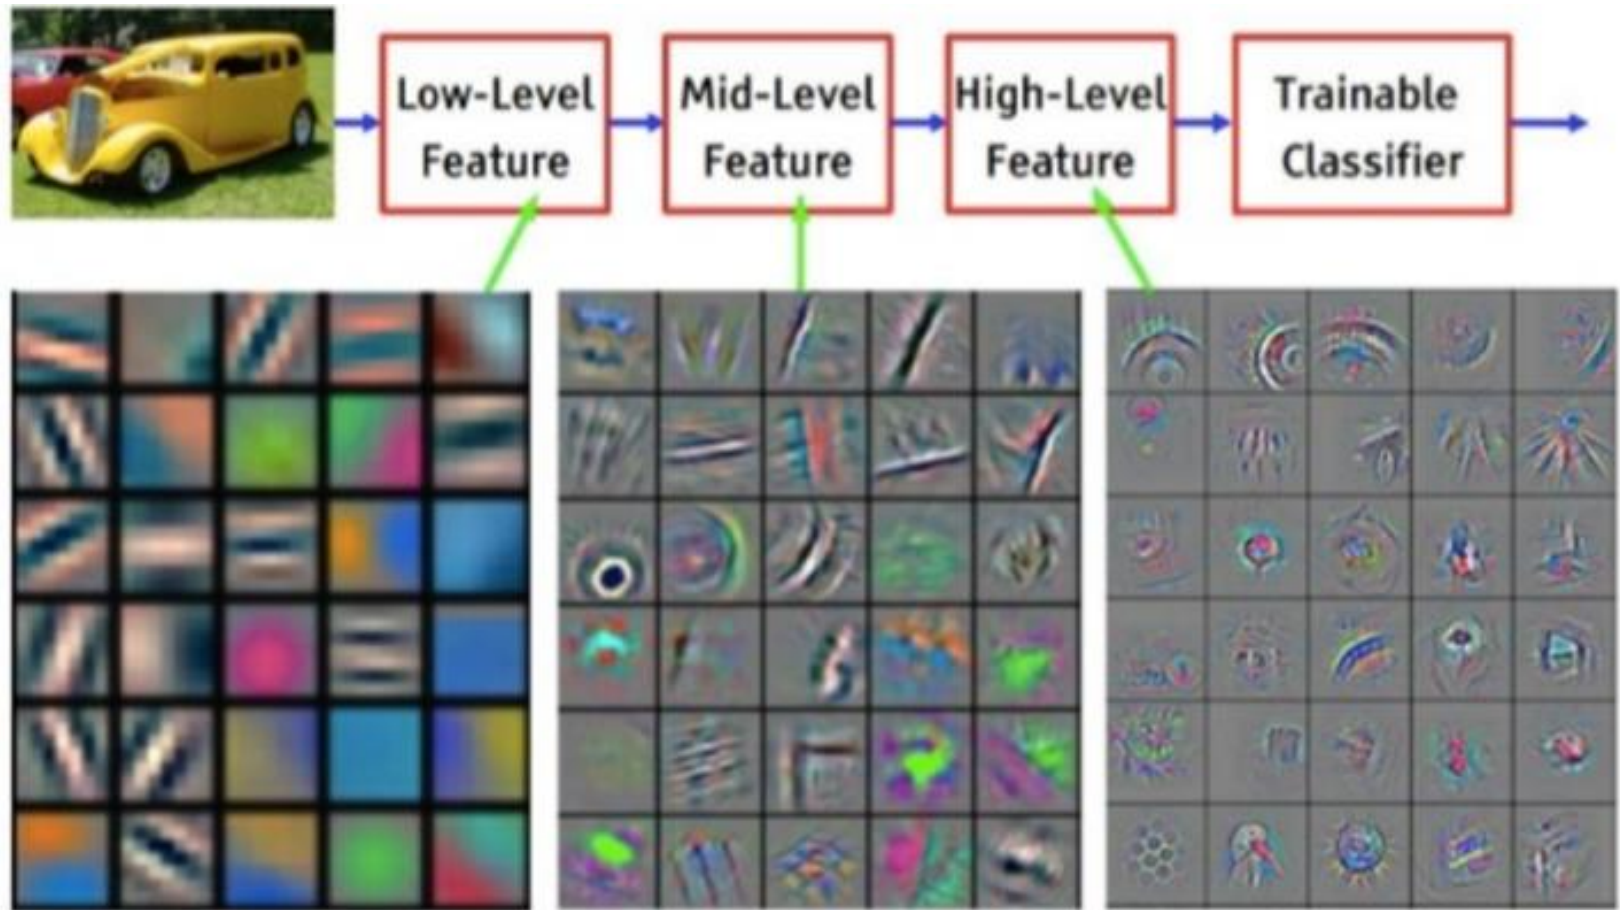 Low-Level
Feature
Mid-Level
Feature
High-Level
Feature
Trainable
Classifier